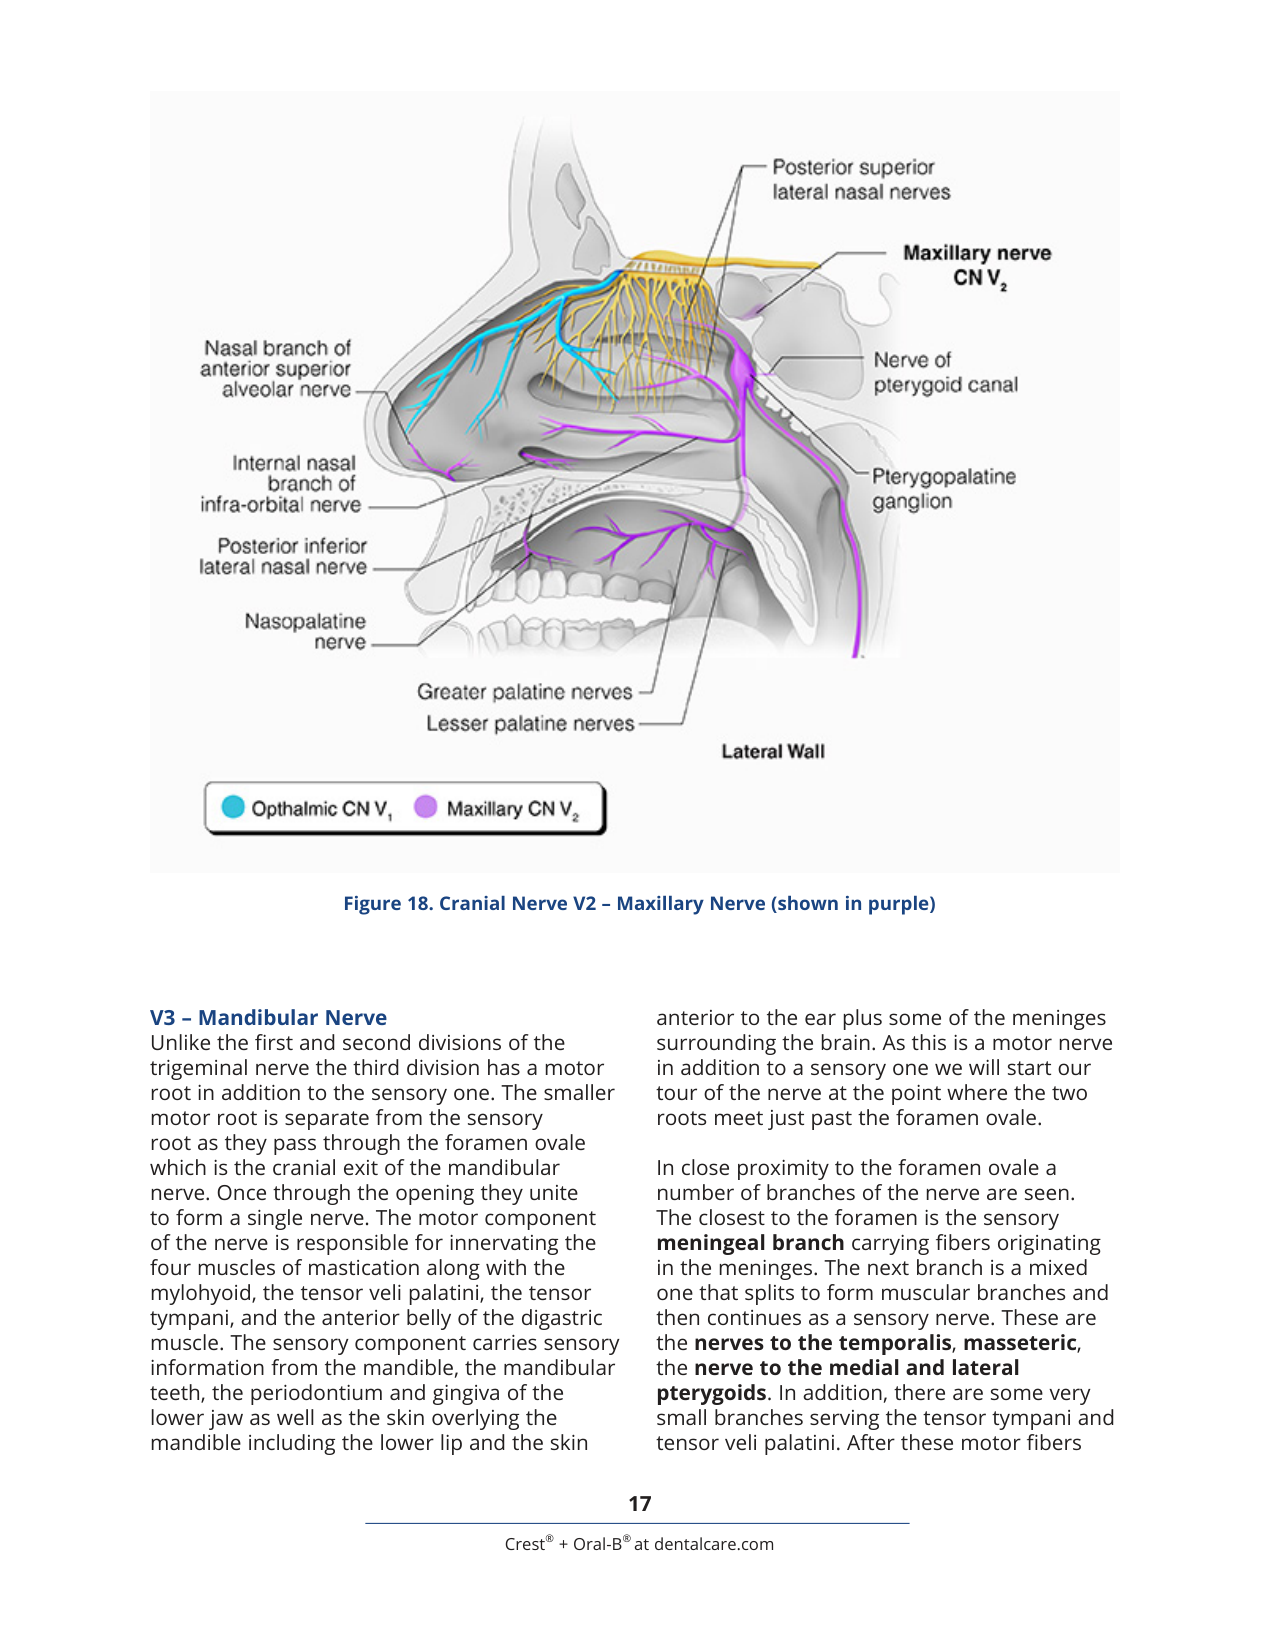 Posterior superior
lateral nasal nerves
Maxillary nerve
CN V2
Nasal branch of
anterior superior
alveolar nerve
Nerve of
pterygoid canal
Internal nasal
branch of
infra-orbital nerve
Pterygopalatine
ganglion
Posterior inferior
lateral nasal nerve
Nasopalatine
nerve
Greater palatine nerves
Lesser palatine nerves
Lateral Wall
Opthalmic CN V1
Maxillary CN V2
Figure 18. Cranial Nerve V2 – Maxillary Nerve (shown in purple)
V3 – Mandibular Nerve
Unlike the first and second divisions of the
trigeminal nerve the third division has a motor
root in addition to the sensory one. The smaller
motor root is separate from the sensory
root as they pass through the foramen ovale
which is the cranial exit of the mandibular
nerve. Once through the opening they unite
to form a single nerve. The motor component
of the nerve is responsible for innervating the
four muscles of mastication along with the
mylohyoid, the tensor veli palatini, the tensor
tympani, and the anterior belly of the digastric
muscle. The sensory component carries sensory
information from the mandible, the mandibular
teeth, the periodontium and gingiva of the
lower jaw as well as the skin overlying the
mandible including the lower lip and the skin
anterior to the ear plus some of the meninges
surrounding the brain. As this is a motor nerve
in addition to a sensory one we will start our
tour of the nerve at the point where the two
roots meet just past the foramen ovale.
In close proximity to the foramen ovale a
number of branches of the nerve are seen.
The closest to the foramen is the sensory
meningeal branch carrying fibers originating
in the meninges. The next branch is a mixed
one that splits to form muscular branches and
then continues as a sensory nerve. These are
the nerves to the temporalis, masseteric,
the nerve to the medial and lateral
pterygoids. In addition, there are some very
small branches serving the tensor tympani and
tensor veli palatini. After these motor fibers
17
Crest® + Oral-B® at dentalcare.com